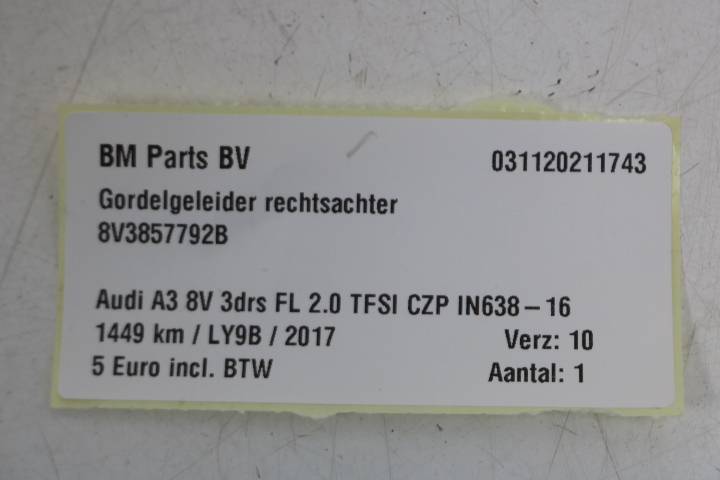 BM Parts BV 031120211743
Gordelgeleider rechtsachter
8V3857792B
Audi A3 8V 3drs FL 2.0 TFSI CZP IN638-16
1449 km / LY9B / 2017 Verz: 10
5 Euro incl. BTW Aantal: 1